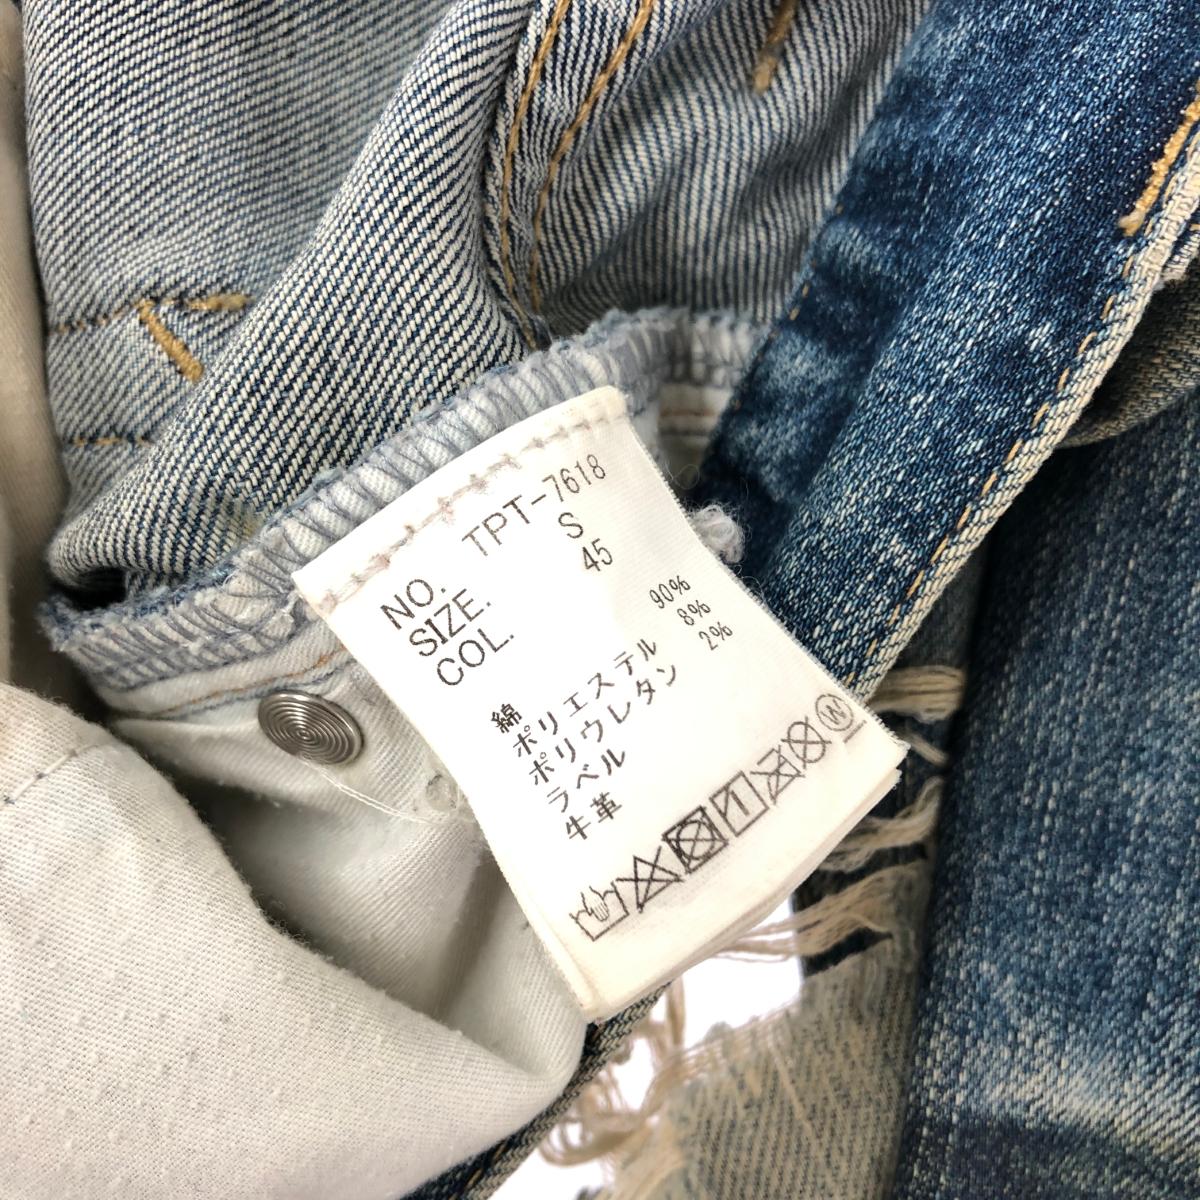 NO. TPT-7618
SIZE. S
COL. 45
綿 90%
ポリエステル 8%
ポリウレタン 2%
ラベル
牛革
W